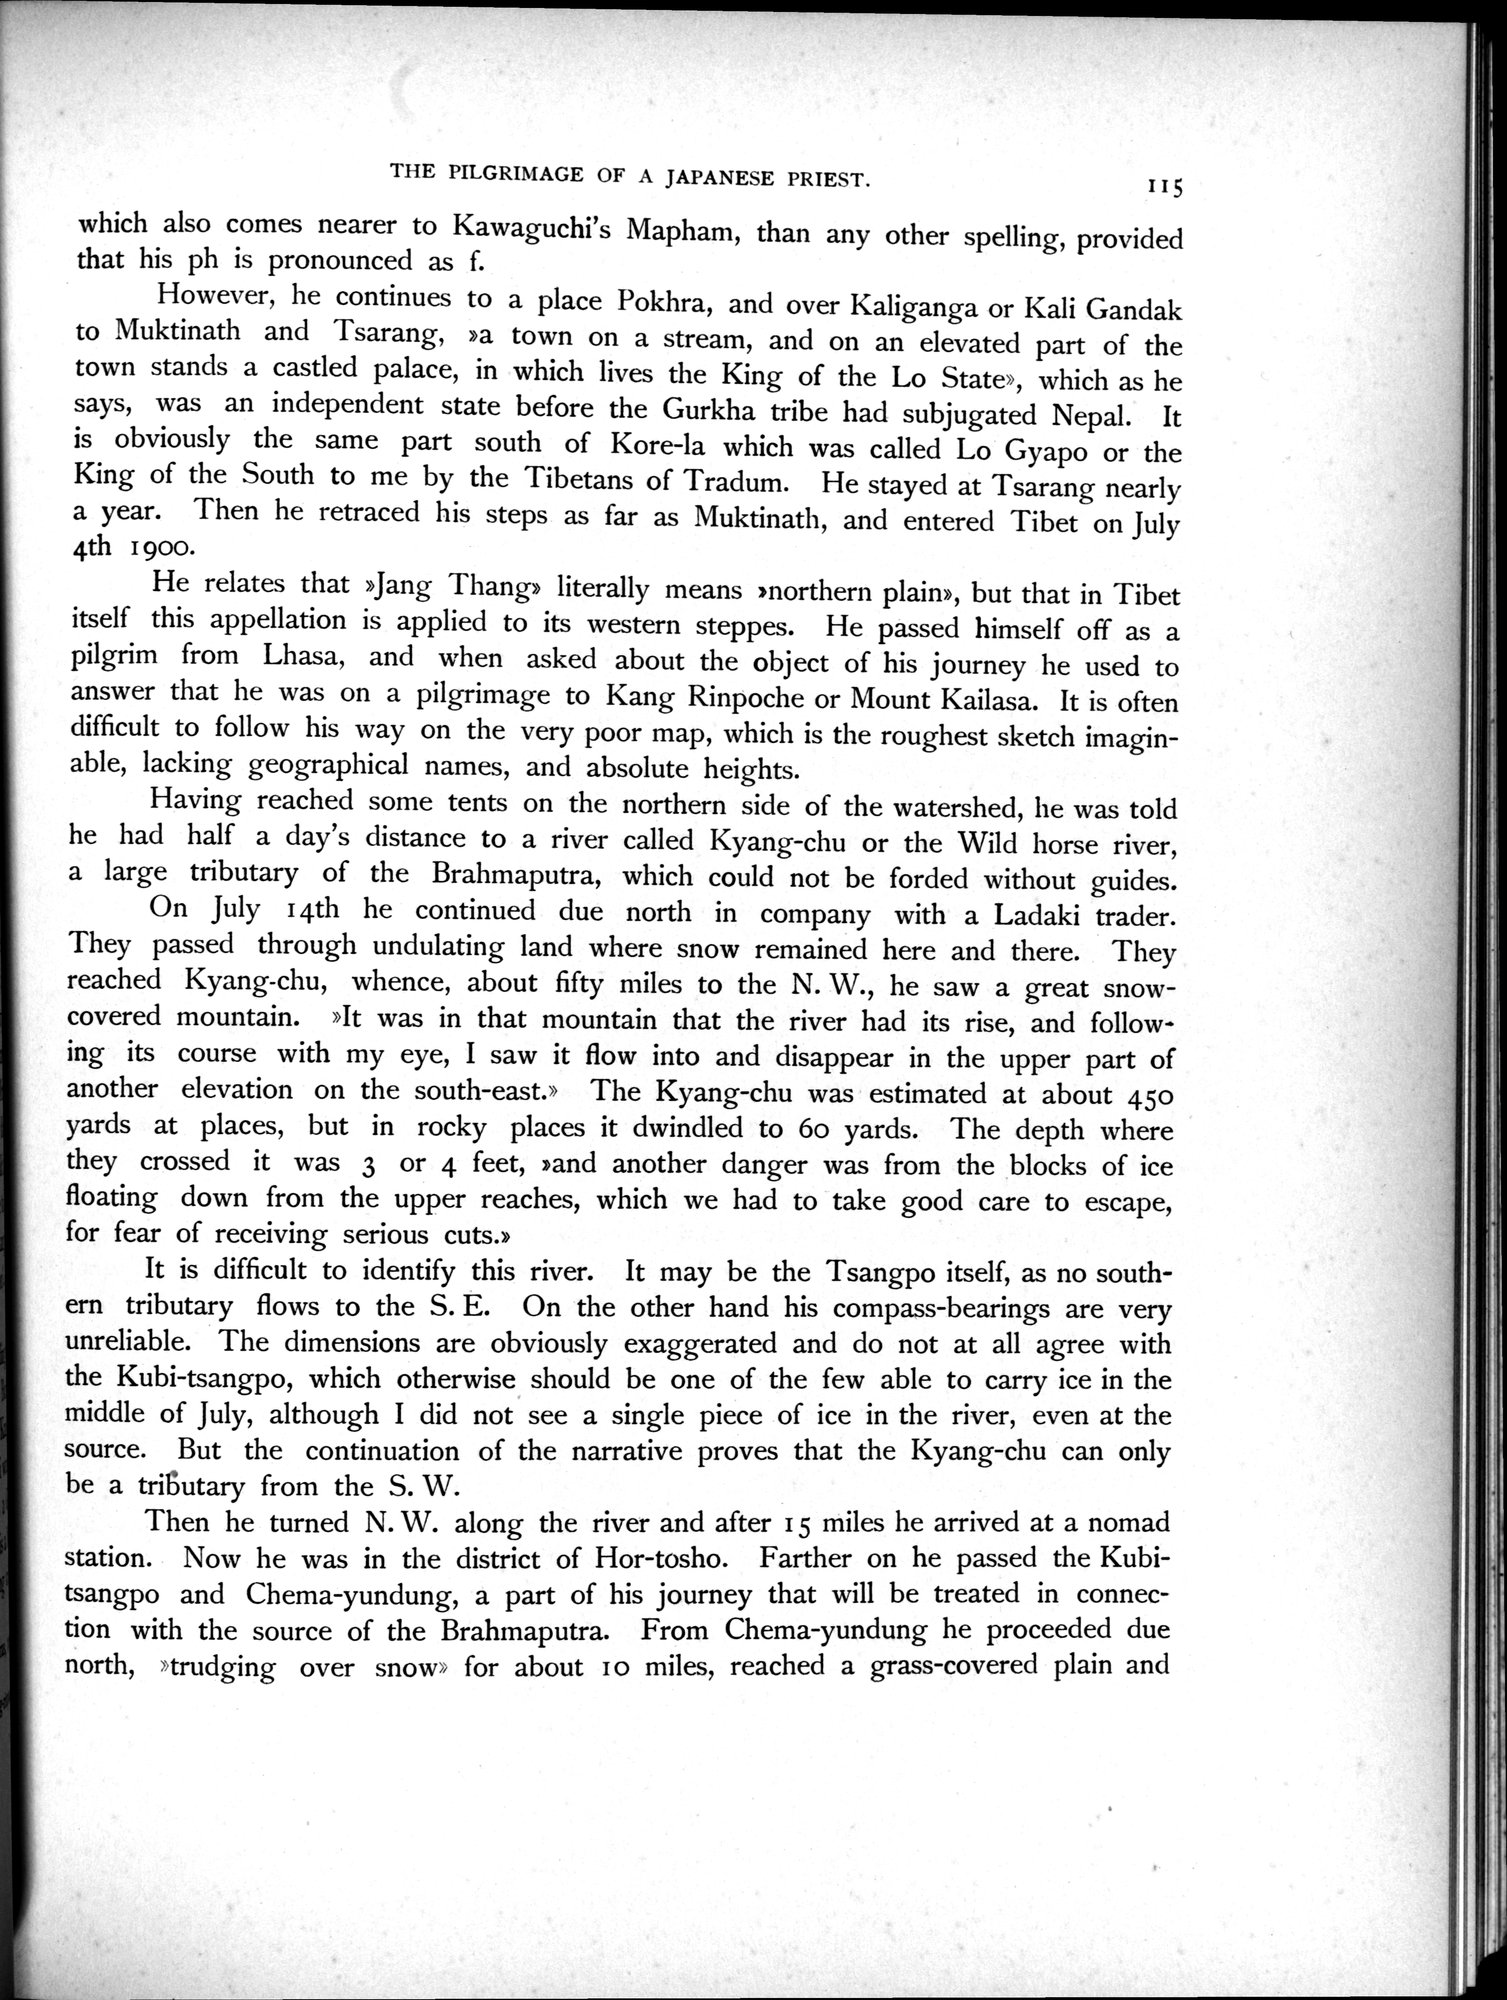 THE PILGRIMAGE OF A JAPANESE PRIEST. 115
which also comes nearer to Kawaguchi's Mapham, than any other spelling, provided
that his ph is pronounced as f.
However, he continues to a place Pokhra, and over Kaliganga or Kali Gandak
to Muktinath and Tsarang, »a town on a stream, and on an elevated part of the
town stands a castled palace, in which lives the King of the Lo State», which as he
says, was an independent state before the Gurkha tribe had subjugated Nepal. It
is obviously the same part south of Kore-la which was called Lo Gyapo or the
King of the South to me by the Tibetans of Tradum. He stayed at Tsarang nearly
a year. Then he retraced his steps as far as Muktinath, and entered Tibet on July
4th 1900.
He relates that »Jang Thang» literally means »northern plain», but that in Tibet
itself this appellation is applied to its western steppes. He passed himself off as a
pilgrim from Lhasa, and when asked about the object of his journey he used to
answer that he was on a pilgrimage to Kang Rinpoche or Mount Kailasa. It is often
difficult to follow his way on the very poor map, which is the roughest sketch imagin-
able, lacking geographical names, and absolute heights.
Having reached some tents on the northern side of the watershed, he was told
he had half a day's distance to a river called Kyang-chu or the Wild horse river,
a large tributary of the Brahmaputra, which could not be forded without guides.
On July 14th he continued due north in company with a Ladaki trader.
They passed through undulating land where snow remained here and there. They
reached Kyang-chu, whence, about fifty miles to the N. W., he saw a great snow-
covered mountain. »It was in that mountain that the river had its rise, and follow-
ing its course with my eye, I saw it flow into and disappear in the upper part of
another elevation on the south-east.» The Kyang-chu was estimated at about 450
yards at places, but in rocky places it dwindled to 60 yards. The depth where
they crossed it was 3 or 4 feet, »and another danger was from the blocks of ice
floating down from the upper reaches, which we had to take good care to escape,
for fear of receiving serious cuts.»
It is difficult to identify this river. It may be the Tsangpo itself, as no south-
ern tributary flows to the S. E. On the other hand his compass-bearings are very
unreliable. The dimensions are obviously exaggerated and do not at all agree with
the Kubi-tsangpo, which otherwise should be one of the few able to carry ice in the
middle of July, although I did not see a single piece of ice in the river, even at the
source. But the continuation of the narrative proves that the Kyang-chu can only
be a tributary from the S. W.
Then he turned N. W. along the river and after 15 miles he arrived at a nomad
station. Now he was in the district of Hor-tosho. Farther on he passed the Kubi-
tsangpo and Chema-yundung, a part of his journey that will be treated in connec-
tion with the source of the Brahmaputra. From Chema-yundung he proceeded due
north, »trudging over snow» for about 10 miles, reached a grass-covered plain and